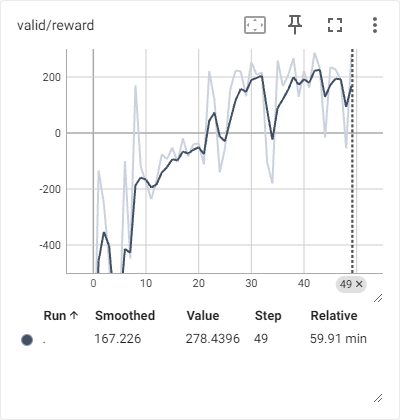 valid/reward
200
0
-200
-400
0 10 20 30 40 49 ✕
Run ↑ Smoothed Value Step Relative
. 167.226 278.4396 49 59.91 min